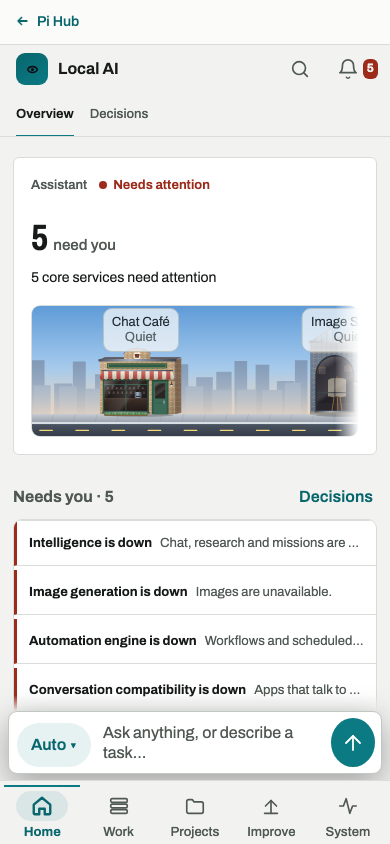 ← Pi Hub
Local AI
5
Overview Decisions
Assistant ● Needs attention
5 need you
5 core services need attention
Chat Café
Quiet
Image S
Qui
Needs you · 5 Decisions
Intelligence is down Chat, research and missions are ...
Image generation is down Images are unavailable.
Automation engine is down Workflows and scheduled...
Conversation compatibility is down Apps that talk to ...
Auto ▾
Ask anything, or describe a
task...
Home Work Projects Improve System